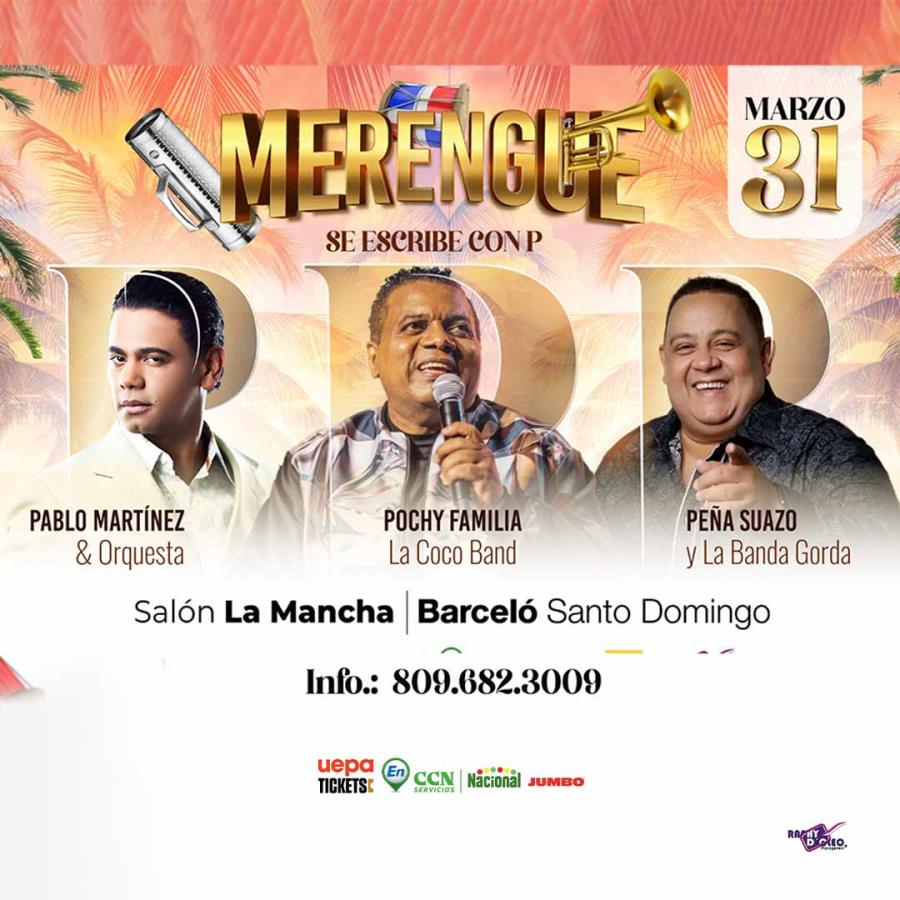 MERENGUE
SE ESCRIBE CON P
MARZO
31
PABLO MARTÍNEZ
& Orquesta
POCHY FAMILIA
La Coco Band
PEÑA SUAZO
y La Banda Gorda
Salón La Mancha | Barceló Santo Domingo
Info.: 809.682.3009
uepa
TICKETS
En
CCN
SERVICIOS
Nacional
JUMBO